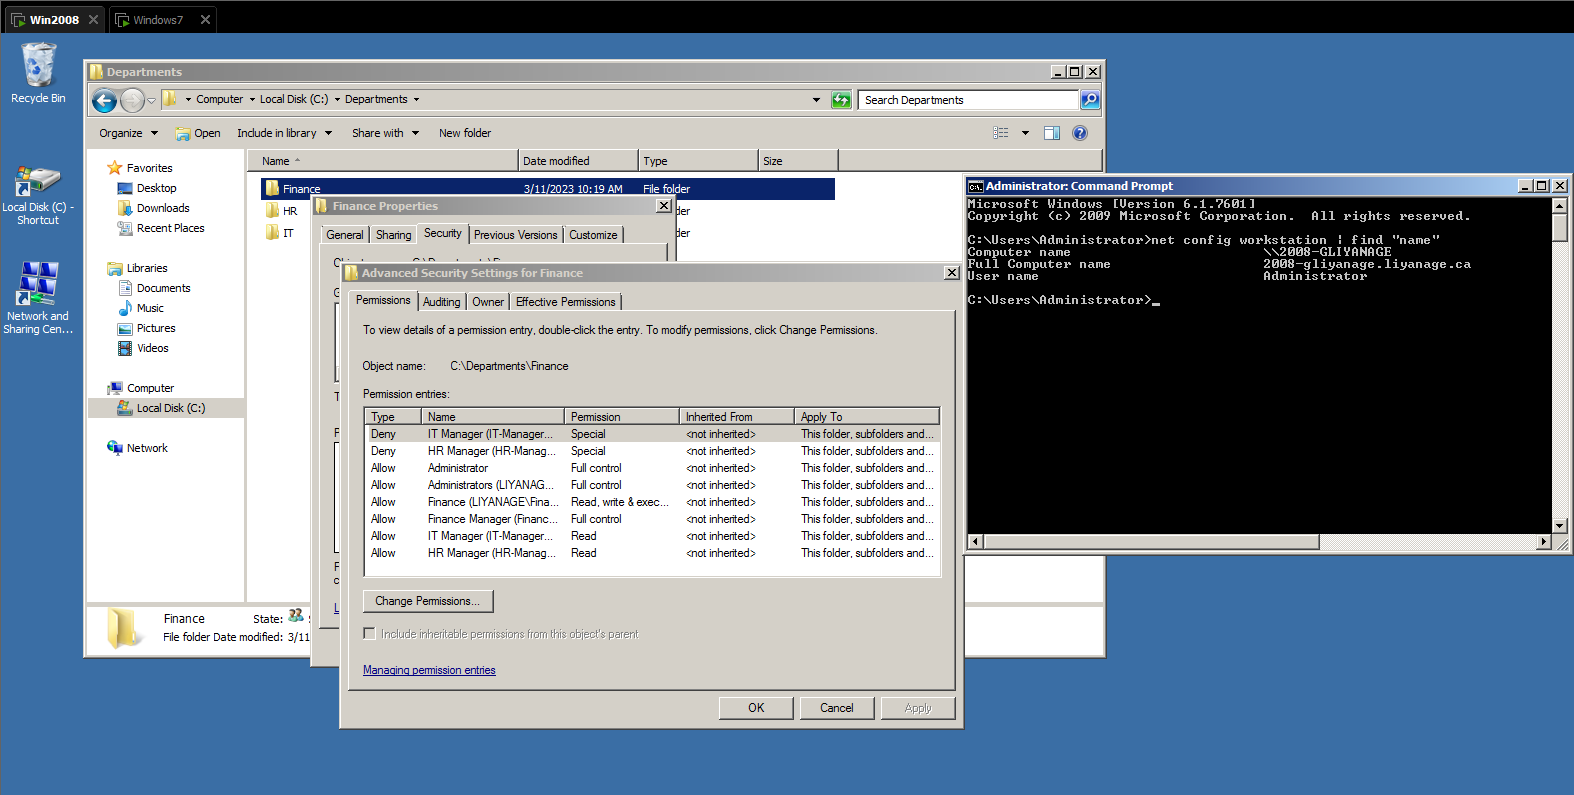 Win2008
Windows7
Recycle Bin
Local Disk (C:) -
Shortcut
Network and
Sharing Cen...
Departments
Computer
Local Disk (C:)
Departments
Search Departments
Organize
Open
Include in library
Share with
New folder
Favorites
Desktop
Downloads
Recent Places
Libraries
Documents
Music
Pictures
Videos
Computer
Local Disk (C:)
Network
Name
Date modified
Type
Size
Finance 3/11/2023 10:19 AM File folder
HR der
IT der
Finance
State:
File folder Date modified: 3/11
Finance Properties
General
Sharing
Security
Previous Versions
Customize
Advanced Security Settings for Finance
Permissions
Auditing
Owner
Effective Permissions
To view details of a permission entry, double-click the entry. To modify permissions, click Change Permissions.
Object name: C:\Departments\Finance
Permission entries:
Type Name Permission Inherited From Apply To
Deny IT Manager (IT-Manager... Special <not inherited> This folder, subfolders and...
Deny HR Manager (HR-Manag... Special <not inherited> This folder, subfolders and...
Allow Administrator Full control <not inherited> This folder, subfolders and...
Allow Administrators (LIYANAG... Full control <not inherited> This folder, subfolders and...
Allow Finance (LIYANAGE\Fina... Read, write & exec... <not inherited> This folder, subfolders and...
Allow Finance Manager (Financ... Full control <not inherited> This folder, subfolders and...
Allow IT Manager (IT-Manager... Read <not inherited> This folder, subfolders and...
Allow HR Manager (HR-Manag... Read <not inherited> This folder, subfolders and...
Change Permissions...
Include inheritable permissions from this object's parent
Managing permission entries
OK
Cancel
Apply
Administrator: Command Prompt
Microsoft Windows [Version 6.1.7601]
Copyright (c) 2009 Microsoft Corporation. All rights reserved.
C:\Users\Administrator>net config workstation | find "name"
Computer name \\2008-GLIYANAGE
Full Computer name 2008-gliyanage.liyanage.ca
User name Administrator
C:\Users\Administrator>_